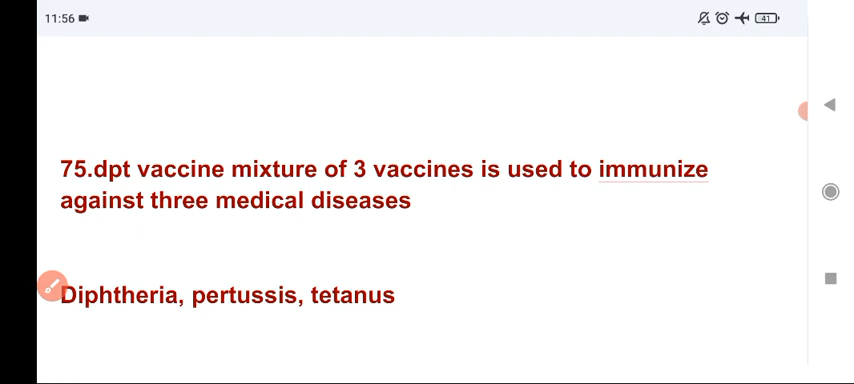 11:56
41
75.dpt vaccine mixture of 3 vaccines is used to immunize
against three medical diseases
Diphtheria, pertussis, tetanus